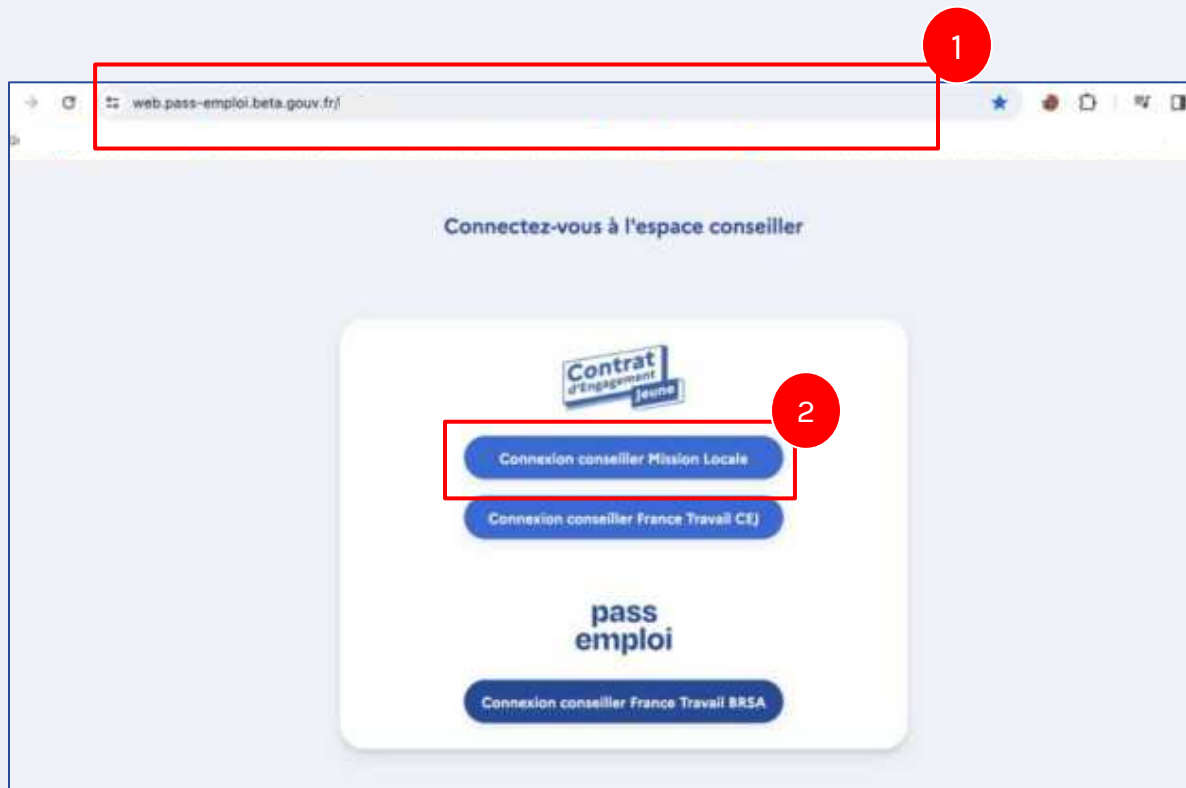 1
web.pass-emploi.beta.gouv.fr/
Connectez-vous à l'espace conseiller
Contrat
d'Engagement
Jeune
2
Connexion conseiller Mission Locale
Connexion conseiller France Travail CEJ
pass
emploi
Connexion conseiller France Travail BRSA